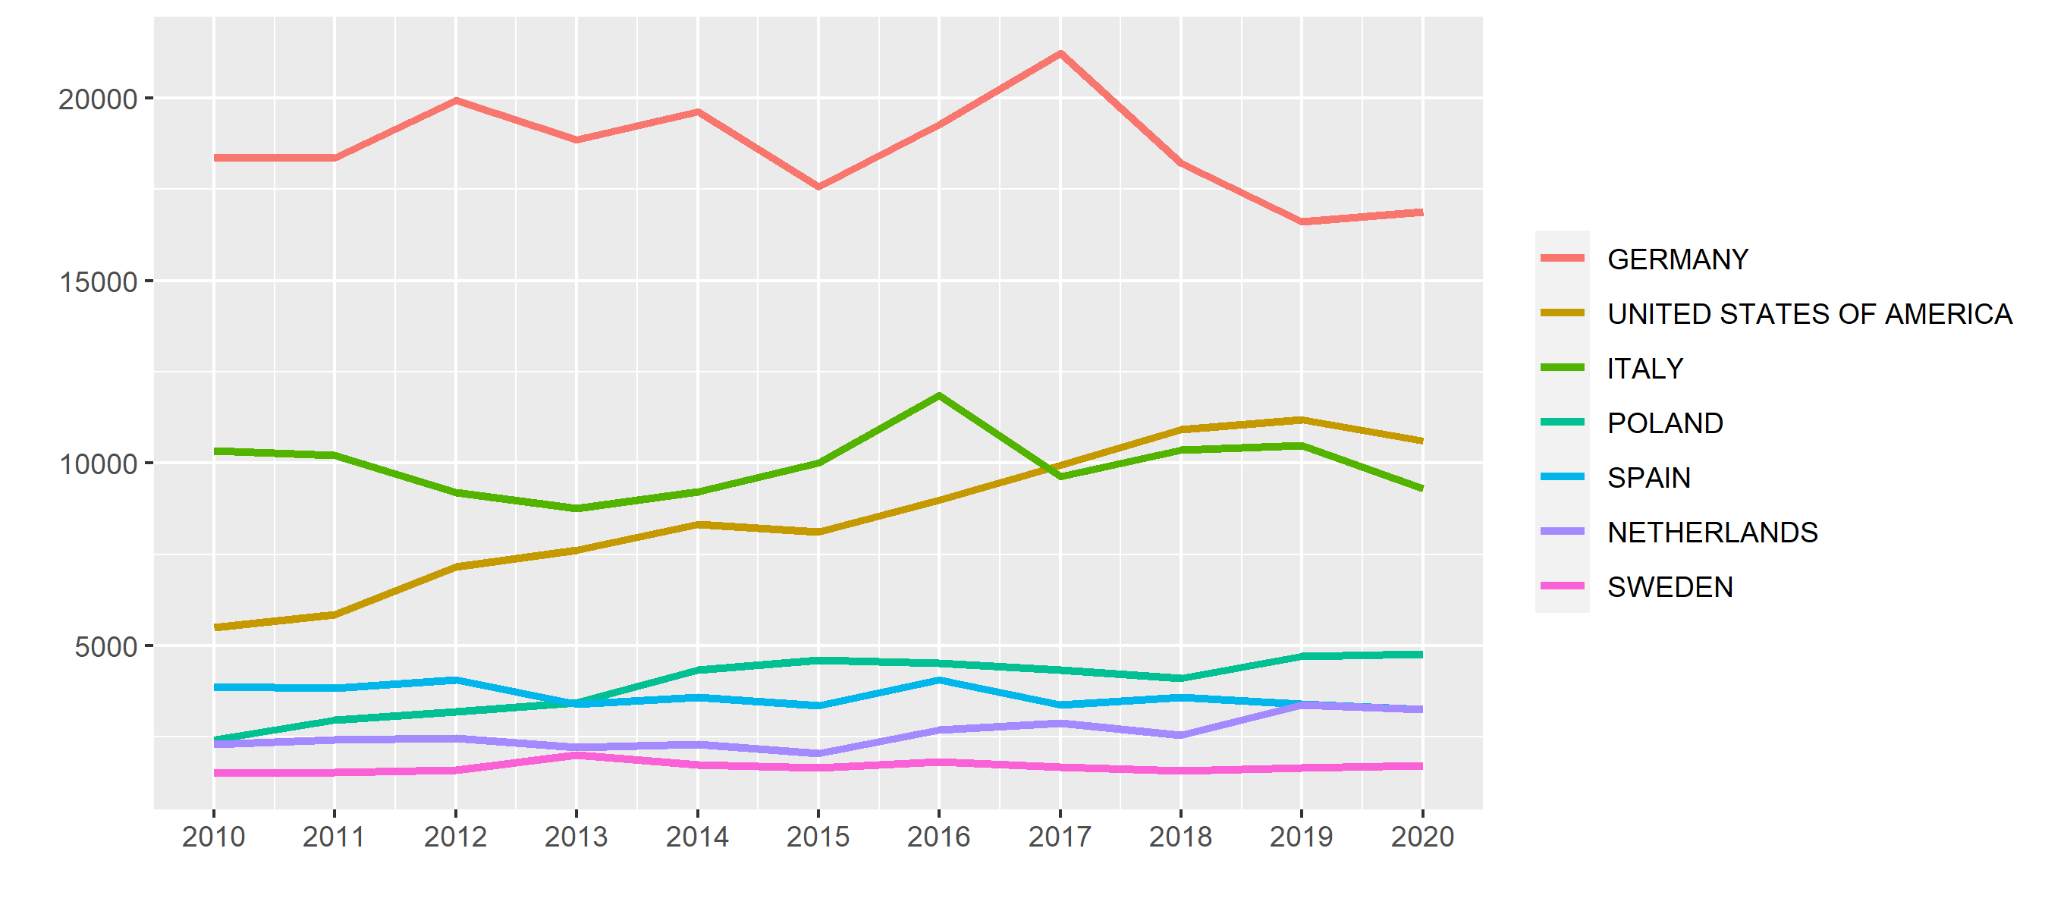 20000
15000
10000
5000
2010 2011 2012 2013 2014 2015 2016 2017 2018 2019 2020
GERMANY
UNITED STATES OF AMERICA
ITALY
POLAND
SPAIN
NETHERLANDS
SWEDEN